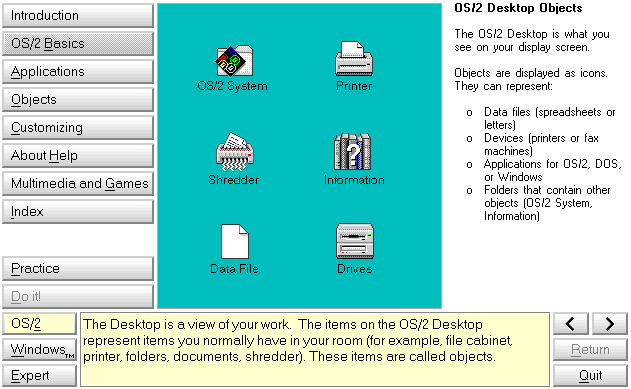 Introduction
OS/2 Basics
Applications
Objects
Customizing
About Help
Multimedia and Games
Index
Practice
Do it!
OS/2
Windows™
Expert
OS/2 System
Printer
Shredder
Information
Data File
Drives
OS/2 Desktop Objects
The OS/2 Desktop is what you
see on your display screen.
Objects are displayed as icons.
They can represent:
o Data files (spreadsheets or
letters)
o Devices (printers or fax
machines)
o Applications for OS/2, DOS,
or Windows
o Folders that contain other
objects (OS/2 System,
Information)
The Desktop is a view of your work. The items on the OS/2 Desktop
represent items you normally have in your room (for example, file cabinet,
printer, folders, documents, shredder). These items are called objects.
< >
Return
Quit